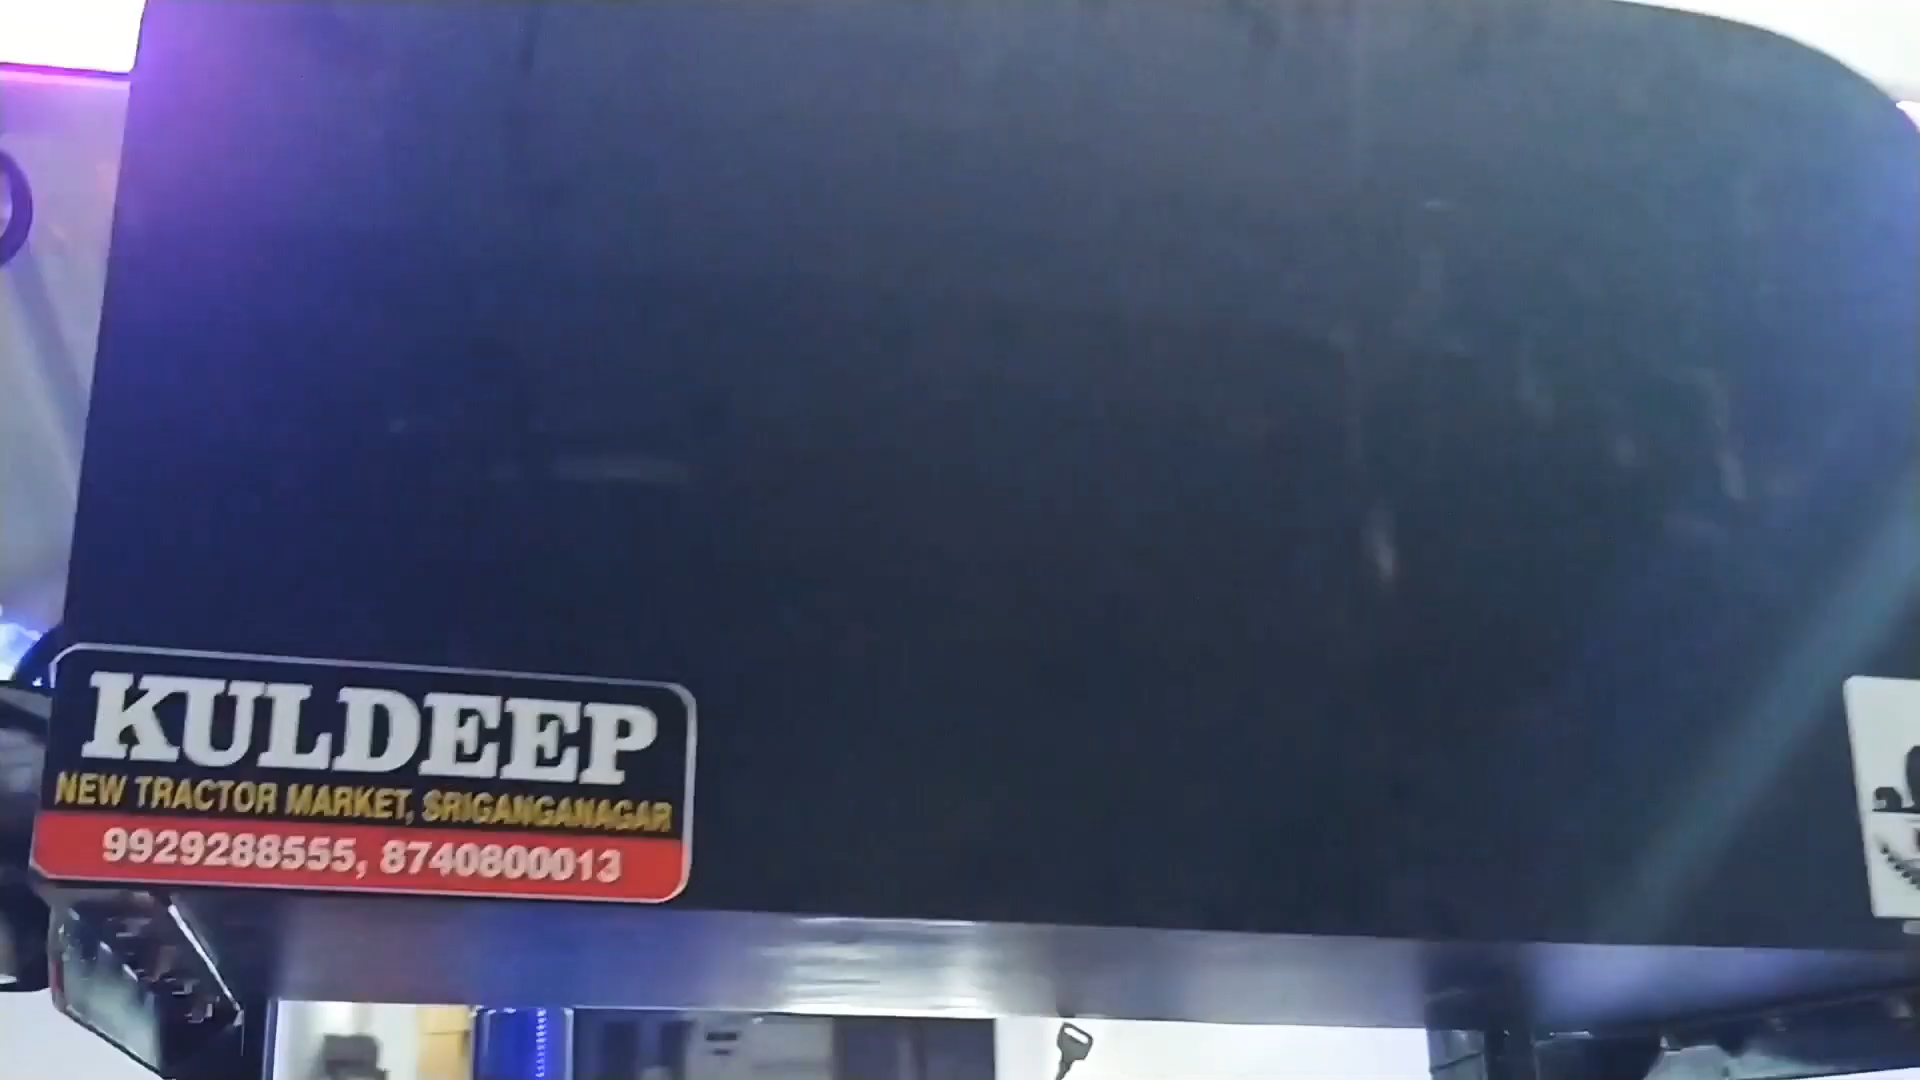 KULDEEP
NEW TRACTOR MARKET, SRIGANGANAGAR
9929288555, 8740800013